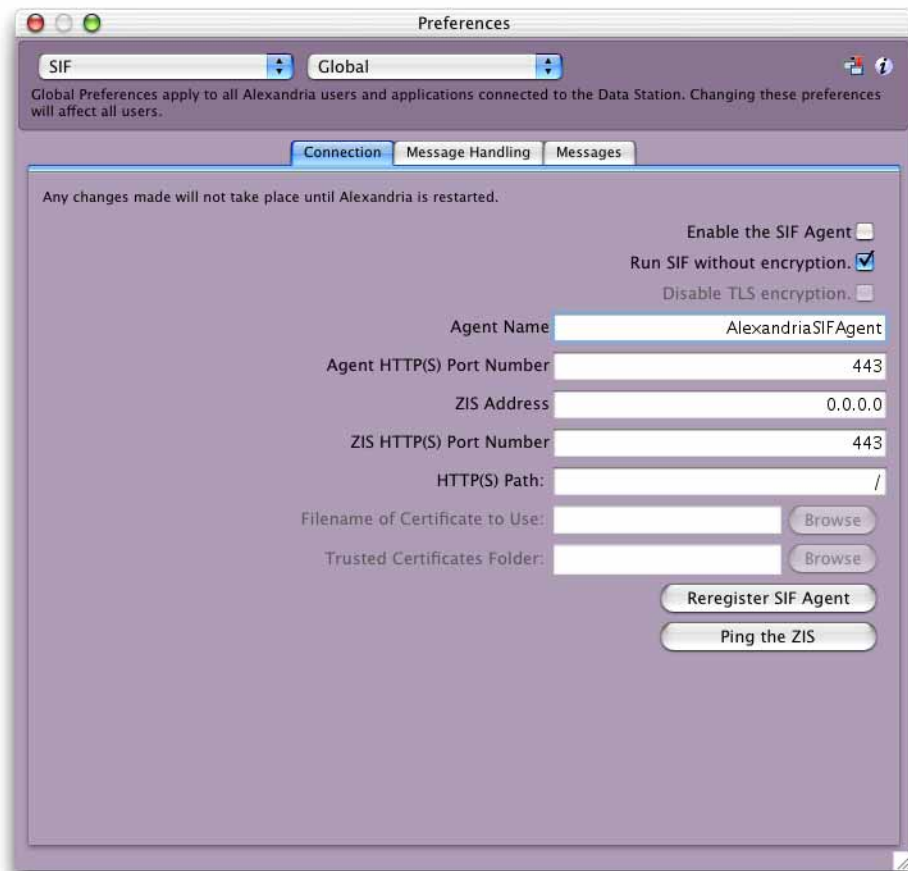 Preferences
SIF Global
Global Preferences apply to all Alexandria users and applications connected to the Data Station. Changing these preferences
will affect all users.
Connection Message Handling Messages
Any changes made will not take place until Alexandria is restarted.
Enable the SIF Agent
Run SIF without encryption.
Disable TLS encryption.
Agent Name AlexandriaSIFAgent
Agent HTTP(S) Port Number 443
ZIS Address 0.0.0.0
ZIS HTTP(S) Port Number 443
HTTP(S) Path: /
Filename of Certificate to Use: Browse
Trusted Certificates Folder: Browse
Reregister SIF Agent
Ping the ZIS